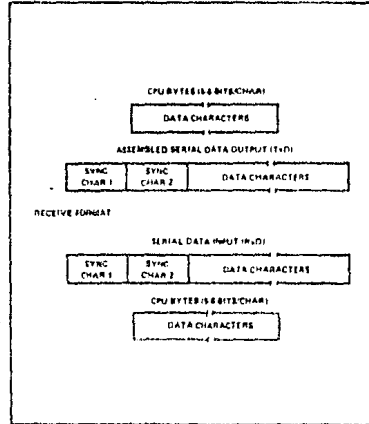 CPU BYTES (5-8 BITS/CHAR)
DATA CHARACTERS
ASSEMBLED SERIAL DATA OUTPUT (TxD)
SYNC CHAR 1
SYNC CHAR 2
DATA CHARACTERS
RECEIVE FORMAT
SERIAL DATA INPUT (RxD)
SYNC CHAR 1
SYNC CHAR 2
DATA CHARACTERS
CPU BYTES (5-8 BITS/CHAR)
DATA CHARACTERS